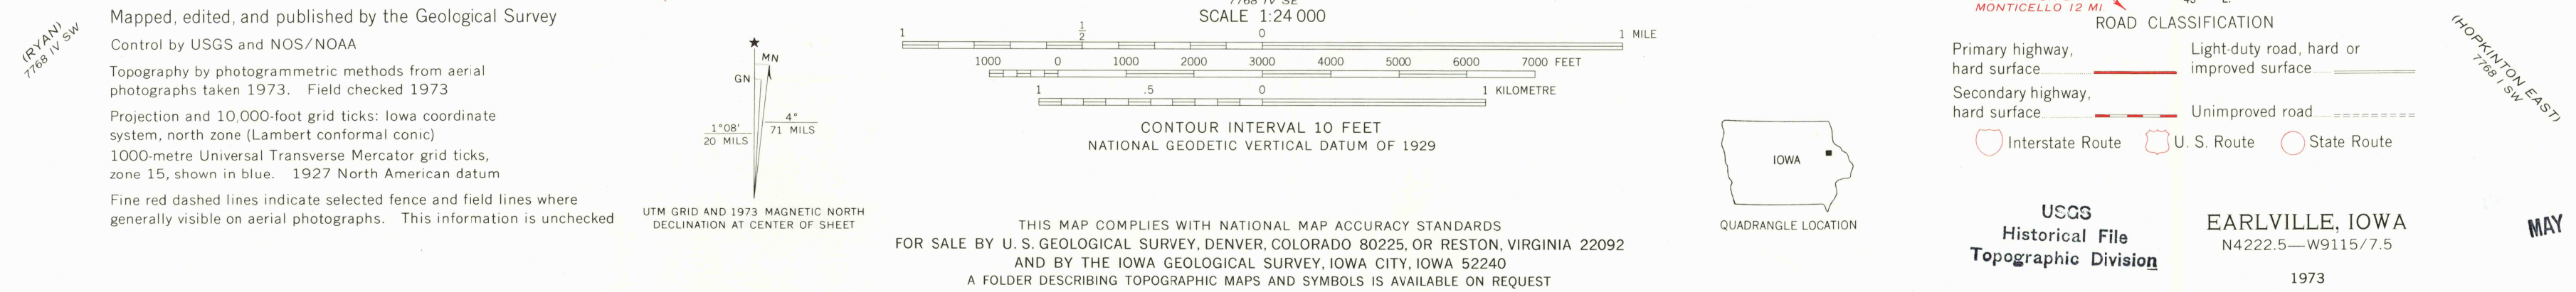 (RYAN)
7768 IV SW
Mapped, edited, and published by the Geological Survey
Control by USGS and NOS/NOAA
Topography by photogrammetric methods from aerial
photographs taken 1973. Field checked 1973
Projection and 10,000-foot grid ticks: Iowa coordinate
system, north zone (Lambert conformal conic)
1000-metre Universal Transverse Mercator grid ticks,
zone 15, shown in blue. 1927 North American datum
Fine red dashed lines indicate selected fence and field lines where
generally visible on aerial photographs. This information is unchecked
★
MN
GN
1°08'
20 MILS
4°
71 MILS
UTM GRID AND 1973 MAGNETIC NORTH
DECLINATION AT CENTER OF SHEET
7768 IV SE
SCALE 1:24 000
1 1/2 0 1 MILE
1000 0 1000 2000 3000 4000 5000 6000 7000 FEET
1 .5 0 1 KILOMETRE
CONTOUR INTERVAL 10 FEET
NATIONAL GEODETIC VERTICAL DATUM OF 1929
THIS MAP COMPLIES WITH NATIONAL MAP ACCURACY STANDARDS
FOR SALE BY U. S. GEOLOGICAL SURVEY, DENVER, COLORADO 80225, OR RESTON, VIRGINIA 22092
AND BY THE IOWA GEOLOGICAL SURVEY, IOWA CITY, IOWA 52240
A FOLDER DESCRIBING TOPOGRAPHIC MAPS AND SYMBOLS IS AVAILABLE ON REQUEST
IOWA
QUADRANGLE LOCATION
MONTICELLO 12 MI.
ROAD CLASSIFICATION
Primary highway,
hard surface
Light-duty road, hard or
improved surface
Secondary highway,
hard surface
Unimproved road
Interstate Route
U. S. Route
State Route
(HOPKINTON EAST)
7768 I SW
USGS
Historical File
Topographic Division
EARLVILLE, IOWA
N4222.5—W9115/7.5
1973
MAY